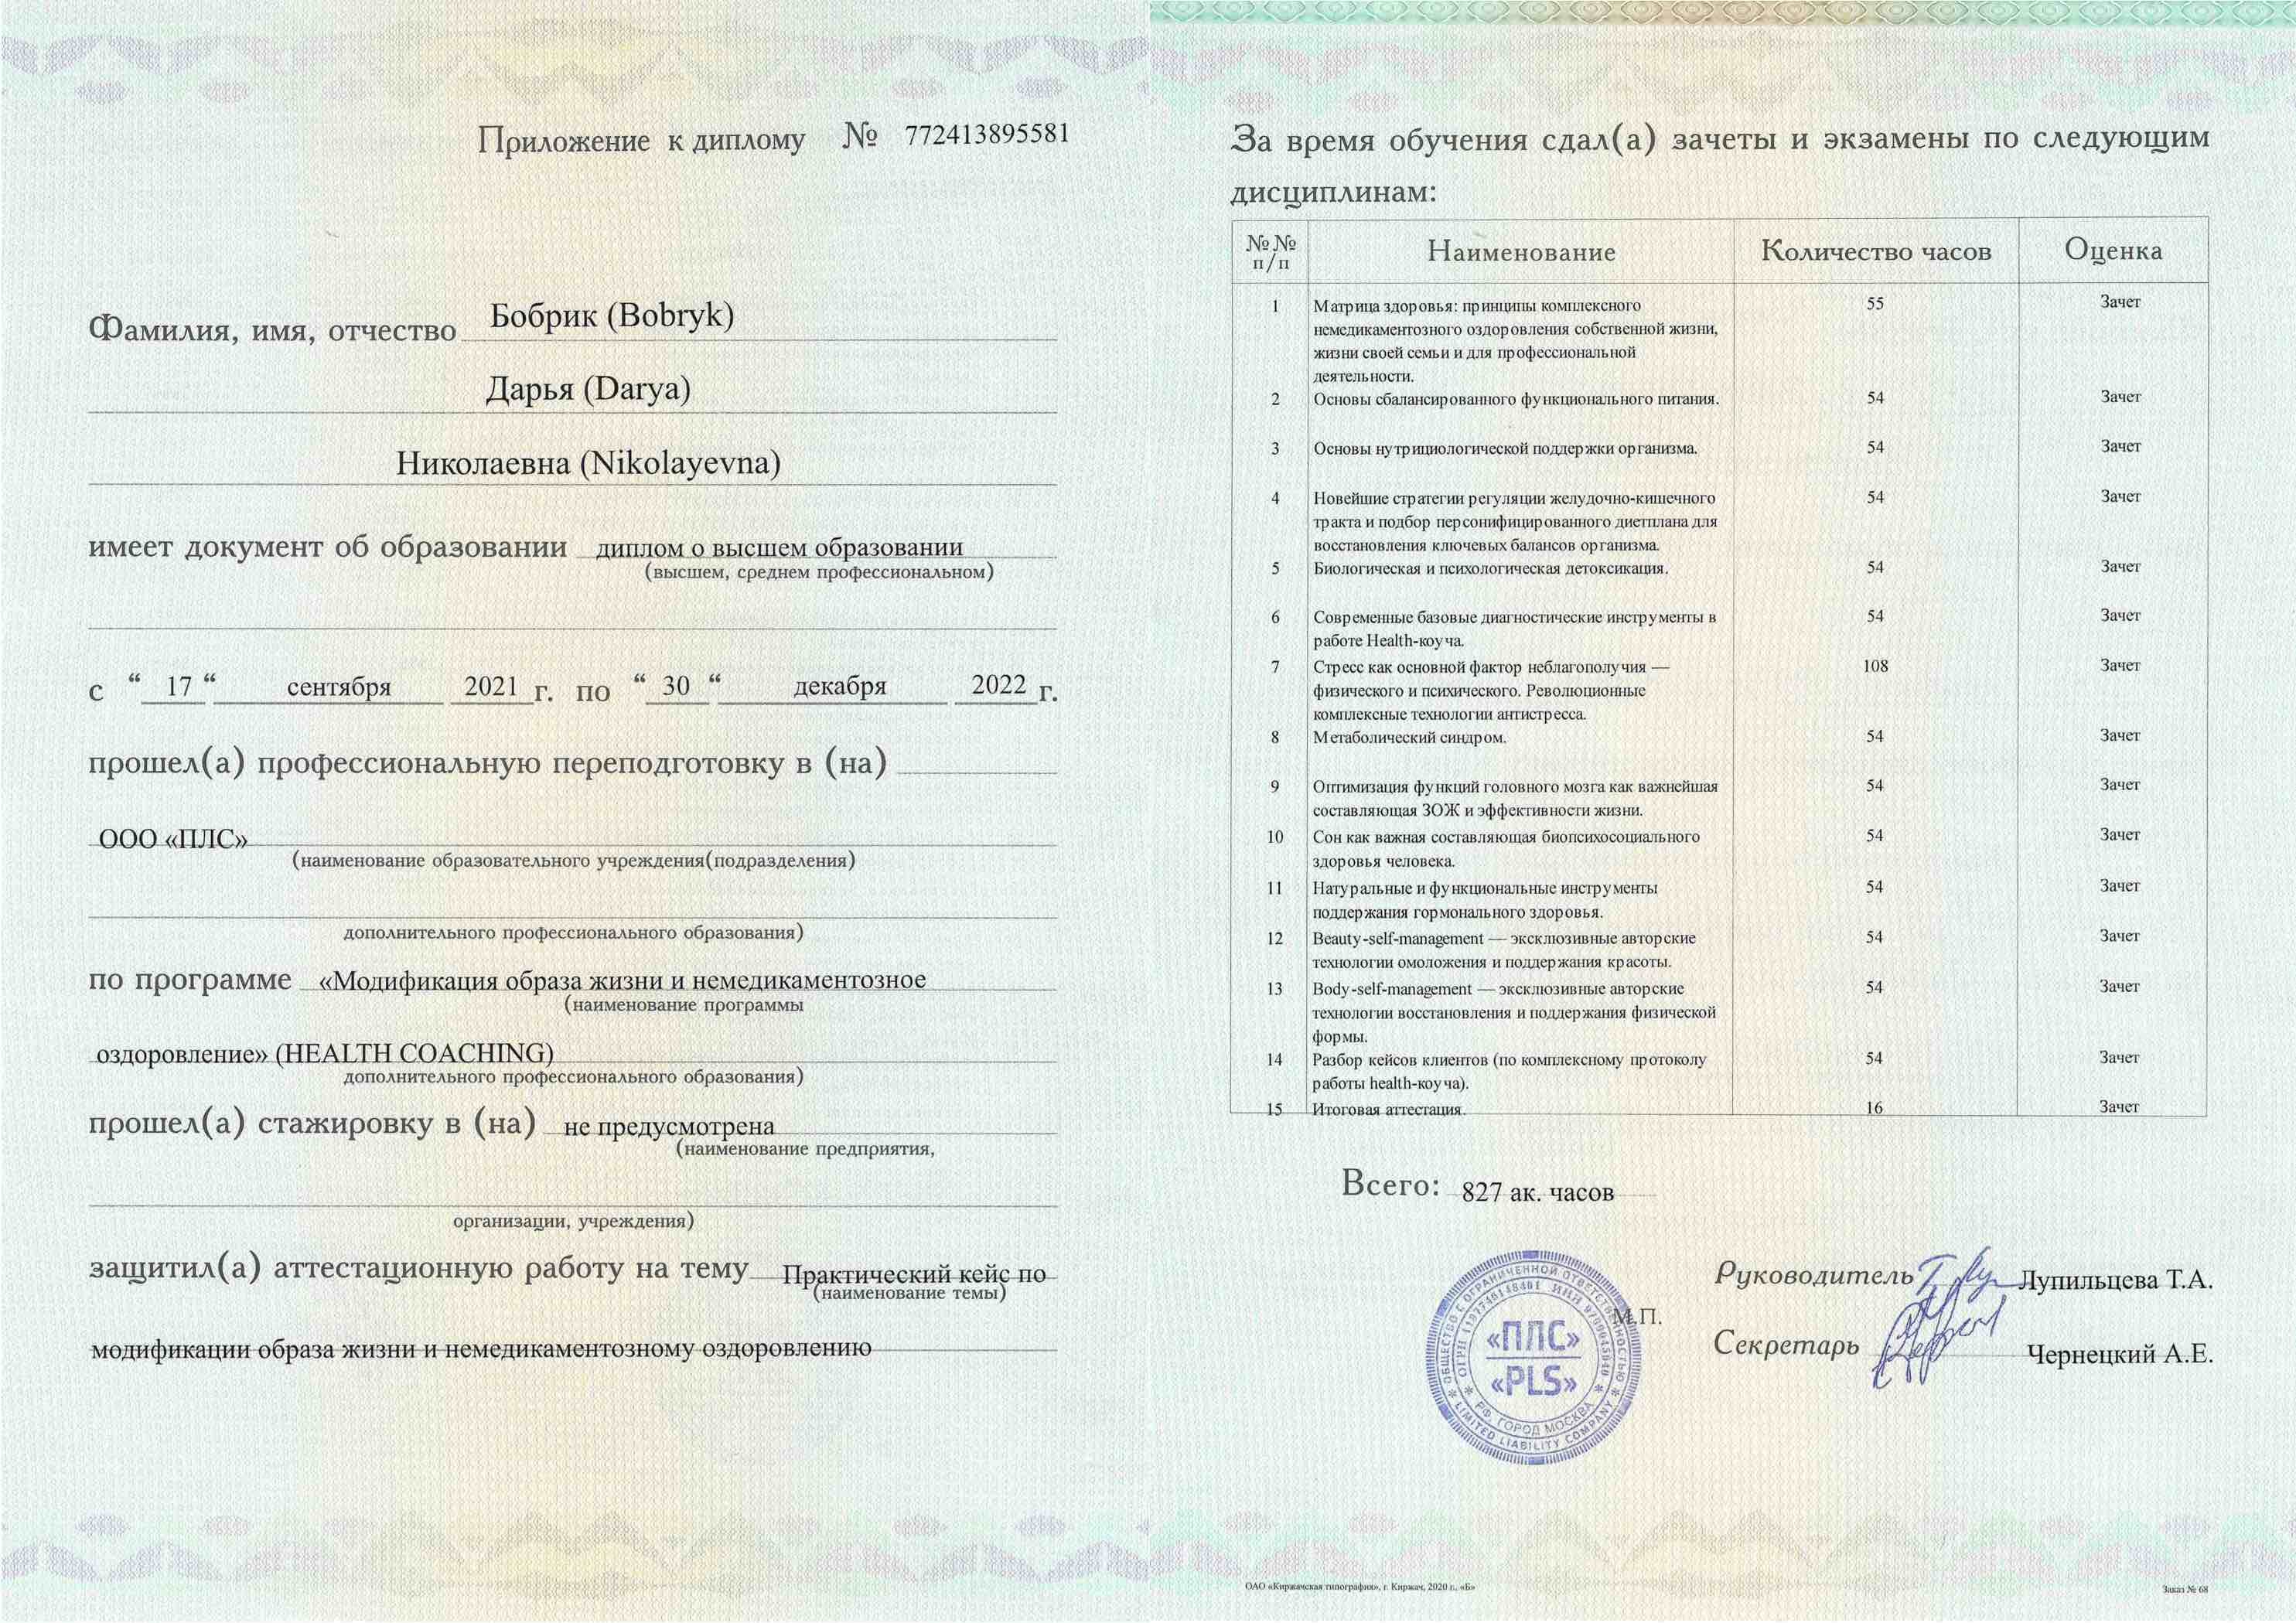 Приложение к диплому № 772413895581
Фамилия, имя, отчество Бобрик (Bobryk)
Дарья (Darya)
Николаевна (Nikolayevna)
имеет документ об образовании диплом о высшем образовании
(высшем, среднем профессиональном)
с “ 17 “ сентября 2021 г. по “ 30 “ декабря 2022 г.
прошел(а) профессиональную переподготовку в (на)
ООО «ПЛС»
(наименование образовательного учреждения(подразделения)
дополнительного профессионального образования)
по программе «Модификация образа жизни и немедикаментозное
(наименование программы
оздоровление» (HEALTH COACHING)
дополнительного профессионального образования)
прошел(а) стажировку в (на) не предусмотрена
(наименование предприятия,
организации, учреждения)
защитил(а) аттестационную работу на тему Практический кейс по
(наименование темы)
модификации образа жизни и немедикаментозному оздоровлению
За время обучения сдал(а) зачеты и экзамены по следующим
дисциплинам:
№№ п/п Наименование Количество часов Оценка
1 Матрица здоровья: принципы комплексного 55 Зачет
немедикаментозного оздоровления собственной жизни,
жизни своей семьи и для профессиональной
деятельности.
2 Основы сбалансированного функционального питания. 54 Зачет
3 Основы нутрициологической поддержки организма. 54 Зачет
4 Новейшие стратегии регуляции желудочно-кишечного 54 Зачет
тракта и подбор персонифицированного диетплана для
восстановления ключевых балансов организма.
5 Биологическая и психологическая детоксикация. 54 Зачет
6 Современные базовые диагностические инструменты в 54 Зачет
работе Health-коуча.
7 Стресс как основной фактор неблагополучия — 108 Зачет
физического и психического. Революционные
комплексные технологии антистресса.
8 Метаболический синдром. 54 Зачет
9 Оптимизация функций головного мозга как важнейшая 54 Зачет
составляющая ЗОЖ и эффективности жизни.
10 Сон как важная составляющая биопсихосоциального 54 Зачет
здоровья человека.
11 Натуральные и функциональные инструменты 54 Зачет
поддержания гормонального здоровья.
12 Beauty-self-management — эксклюзивные авторские 54 Зачет
технологии омоложения и поддержания красоты.
13 Body-self-management — эксклюзивные авторские 54 Зачет
технологии восстановления и поддержания физической
формы.
14 Разбор кейсов клиентов (по комплексному протоколу 54 Зачет
работы health-коуча).
15 Итоговая аттестация. 16 Зачет
Всего: 827 ак. часов
Руководитель Лупильцева Т.А.
М.П.
Секретарь Чернецкий А.Е.
ОБЩЕСТВО С ОГРАНИЧЕННОЙ ОТВЕТСТВЕННОСТЬЮ
LIMITED LIABILITY COMPANY
ОГРН ИНН
РФ, ГОРОД МОСКВА
«ПЛС»
«PLS»
ОАО «Киржачская типография», г. Киржач, 2020 г., «Б»
Заказ № 68